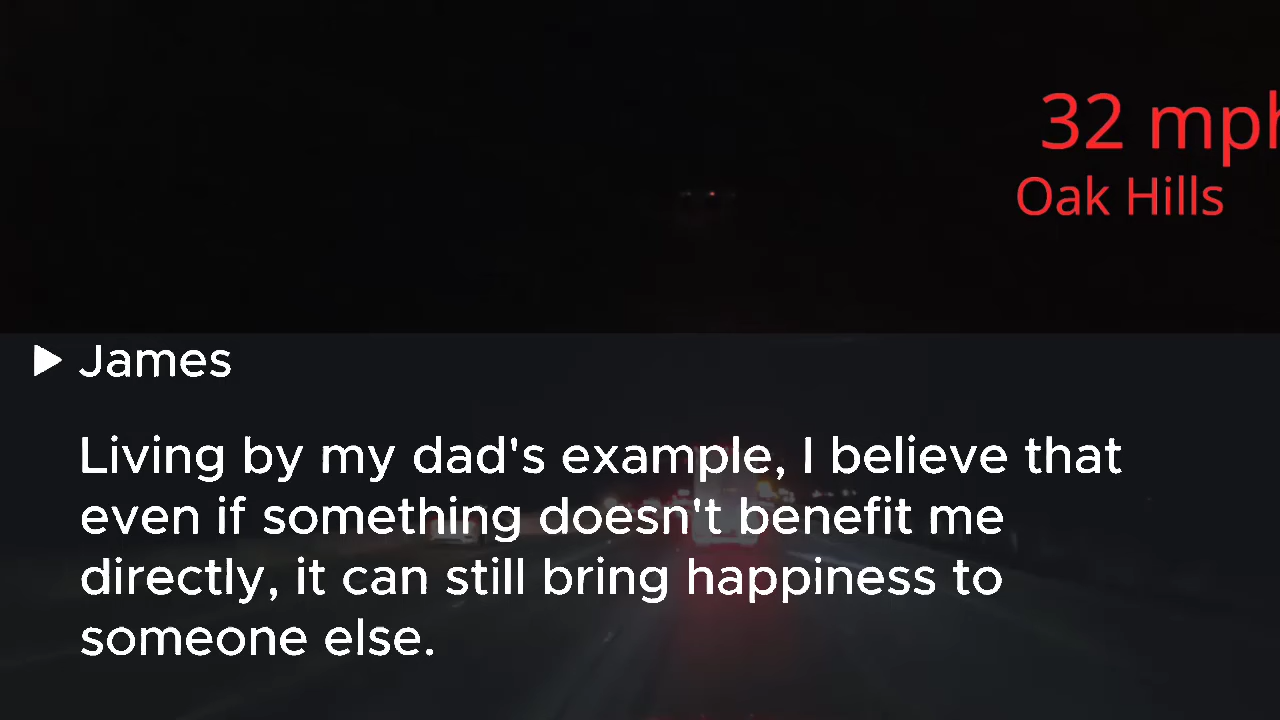 32 mph
Oak Hills
▶ James
Living by my dad's example, I believe that
even if something doesn't benefit me
directly, it can still bring happiness to
someone else.